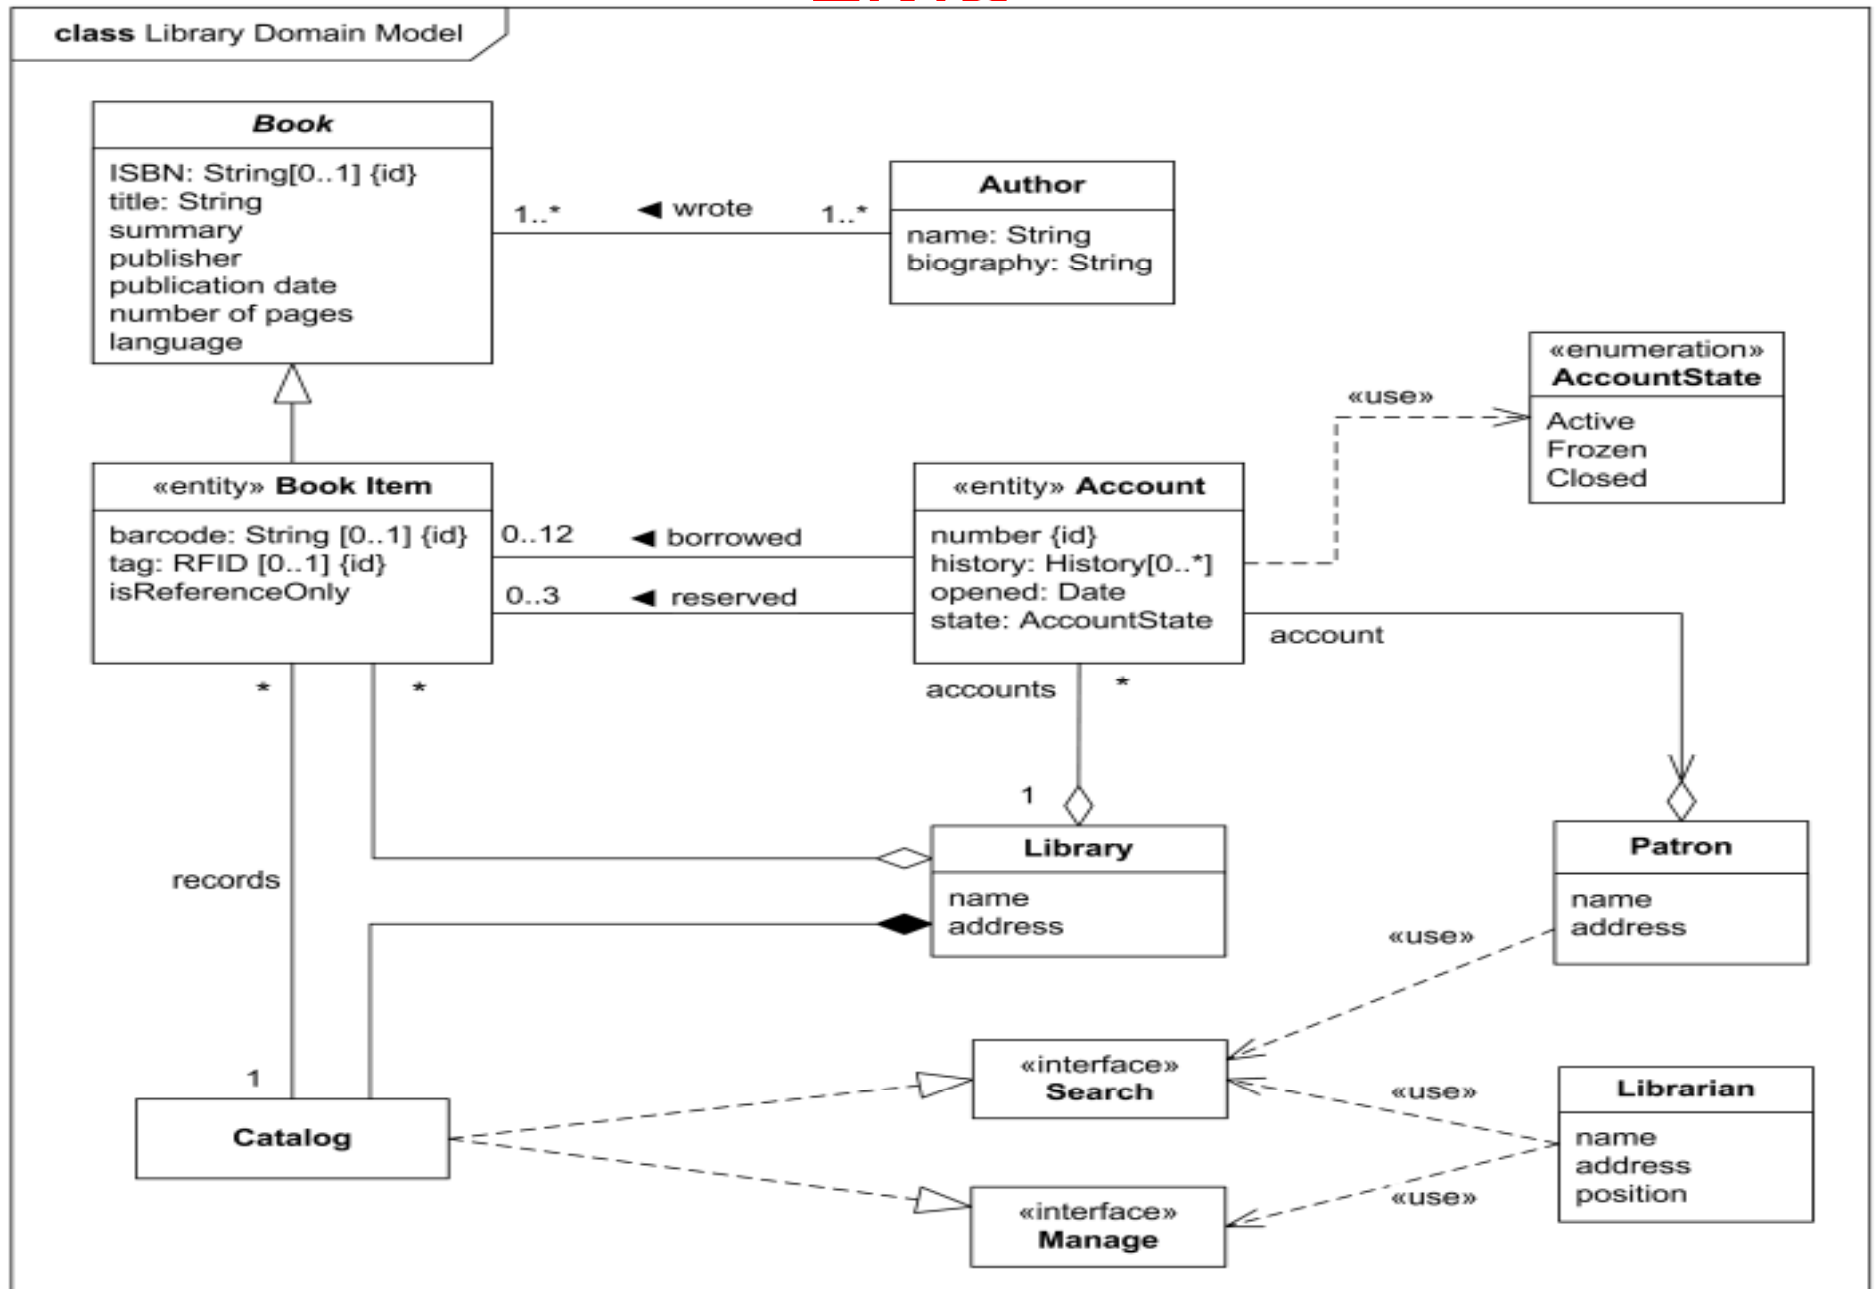 class Library Domain Model
Book
ISBN: String[0..1] {id}
title: String
summary
publisher
publication date
number of pages
language
1..*
◄ wrote
1..*
Author
name: String
biography: String
«enumeration»
AccountState
Active
Frozen
Closed
«use»
«entity» Book Item
barcode: String [0..1] {id}
tag: RFID [0..1] {id}
isReferenceOnly
0..12
◄ borrowed
0..3
◄ reserved
«entity» Account
number {id}
history: History[0..*]
opened: Date
state: AccountState
account
*
*
accounts
*
1
records
Library
name
address
Patron
name
address
«use»
1
Catalog
«interface»
Search
«use»
Librarian
name
address
position
«use»
«interface»
Manage